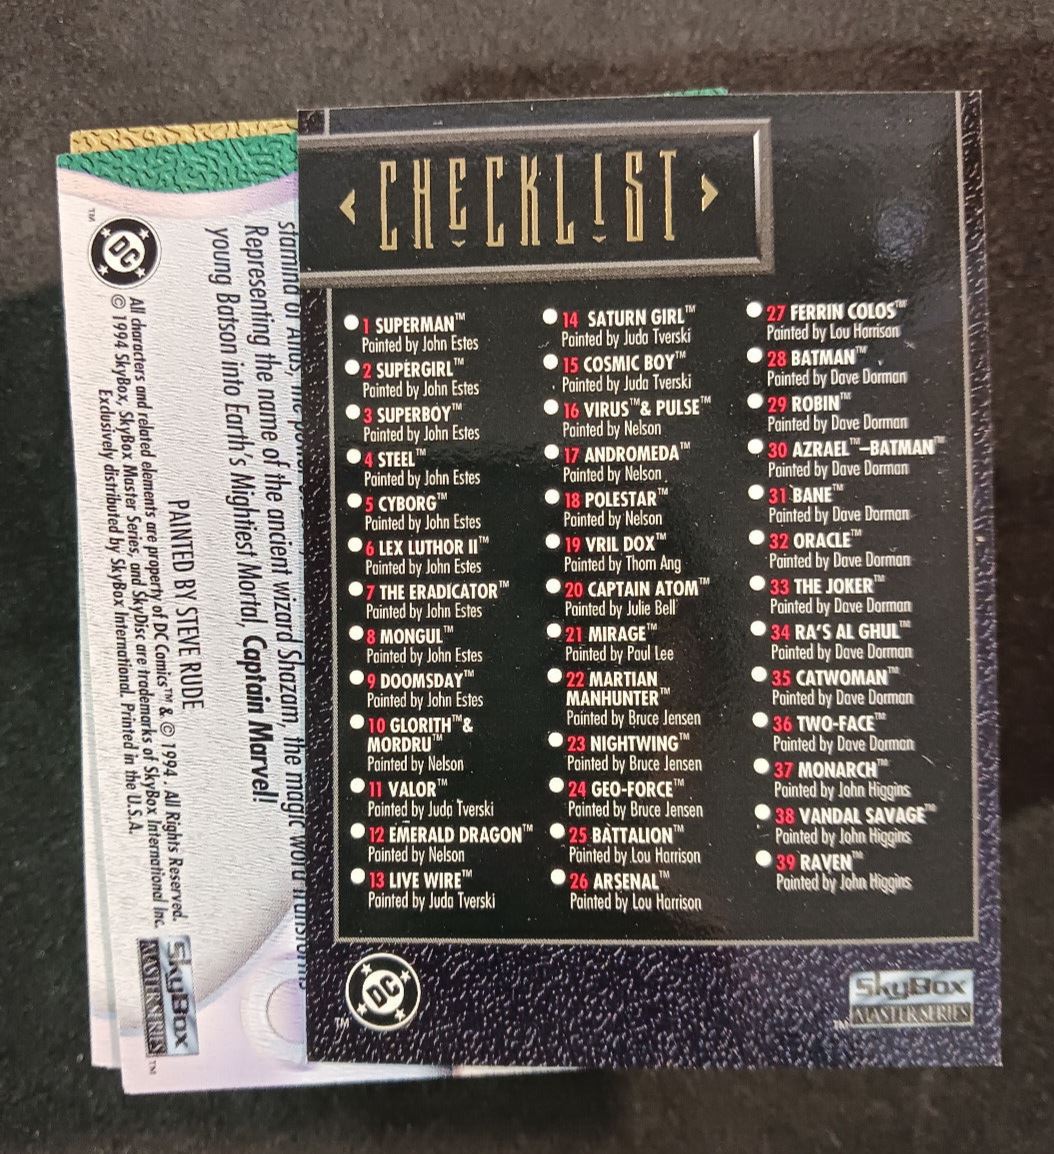 CHECKLIST
1 SUPERMAN™
Painted by John Estes
2 SUPERGIRL™
Painted by John Estes
3 SUPERBOY™
Painted by John Estes
4 STEEL™
Painted by John Estes
5 CYBORG™
Painted by John Estes
6 LEX LUTHOR II™
Painted by John Estes
7 THE ERADICATOR™
Painted by John Estes
8 MONGUL™
Painted by John Estes
9 DOOMSDAY™
Painted by John Estes
10 GLORITH™ &
MORDRU™
Painted by Nelson
11 VALOR™
Painted by Juda Tverski
12 EMERALD DRAGON™
Painted by Nelson
13 LIVE WIRE™
Painted by Juda Tverski
14 SATURN GIRL™
Painted by Juda Tverski
15 COSMIC BOY™
Painted by Juda Tverski
16 VIRUS™ & PULSE™
Painted by Nelson
17 ANDROMEDA™
Painted by Nelson
18 POLESTAR™
Painted by Nelson
19 VRIL DOX™
Painted by Thom Ang
20 CAPTAIN ATOM™
Painted by Julie Bell
21 MIRAGE™
Painted by Paul Lee
22 MARTIAN
MANHUNTER™
Painted by Bruce Jensen
23 NIGHTWING™
Painted by Bruce Jensen
24 GEO-FORCE™
Painted by Bruce Jensen
25 BATTALION™
Painted by Lou Harrison
26 ARSENAL™
Painted by Lou Harrison
27 FERRIN COLOS™
Painted by Lou Harrison
28 BATMAN™
Painted by Dave Dorman
29 ROBIN™
Painted by Dave Dorman
30 AZRAEL™–BATMAN™
Painted by Dave Dorman
31 BANE™
Painted by Dave Dorman
32 ORACLE™
Painted by Dave Dorman
33 THE JOKER™
Painted by Dave Dorman
34 RA'S AL GHUL™
Painted by Dave Dorman
35 CATWOMAN™
Painted by Dave Dorman
36 TWO-FACE™
Painted by Dave Dorman
37 MONARCH™
Painted by John Higgins
38 VANDAL SAVAGE™
Painted by John Higgins
39 RAVEN™
Painted by John Higgins
DC
TM
SkyBox
MASTER SERIES
TM
stamina of
Representing the name of the ancient wizard Shazam, the magic word transforms
young Batson into Earth's Mightiest Mortal, Captain Marvel!
PAINTED BY STEVE RUDE
DC
TM
All characters and related elements are property of DC Comics™ & © 1994. All Rights Reserved.
© 1994 SkyBox, SkyBox Master Series, and SkyDisc are trademarks of SkyBox International Inc.
Exclusively distributed by SkyBox International. Printed in the U.S.A.
SkyBox
MASTER SERIES
TM